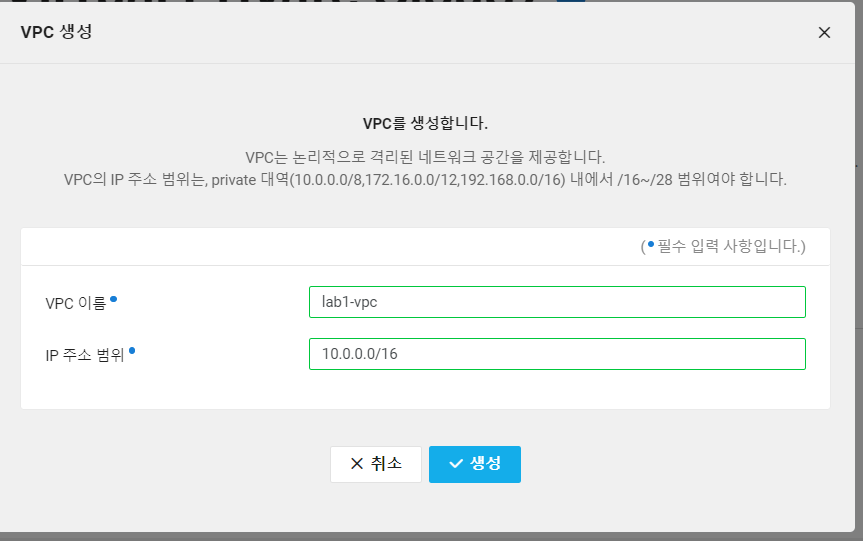 VPC 생성
VPC를 생성합니다.
VPC는 논리적으로 격리된 네트워크 공간을 제공합니다.
VPC의 IP 주소 범위는, private 대역(10.0.0.0/8,172.16.0.0/12,192.168.0.0/16) 내에서 /16~/28 범위여야 합니다.
(• 필수 입력 사항입니다.)
VPC 이름 •
lab1-vpc
IP 주소 범위 •
10.0.0.0/16
취소
생성